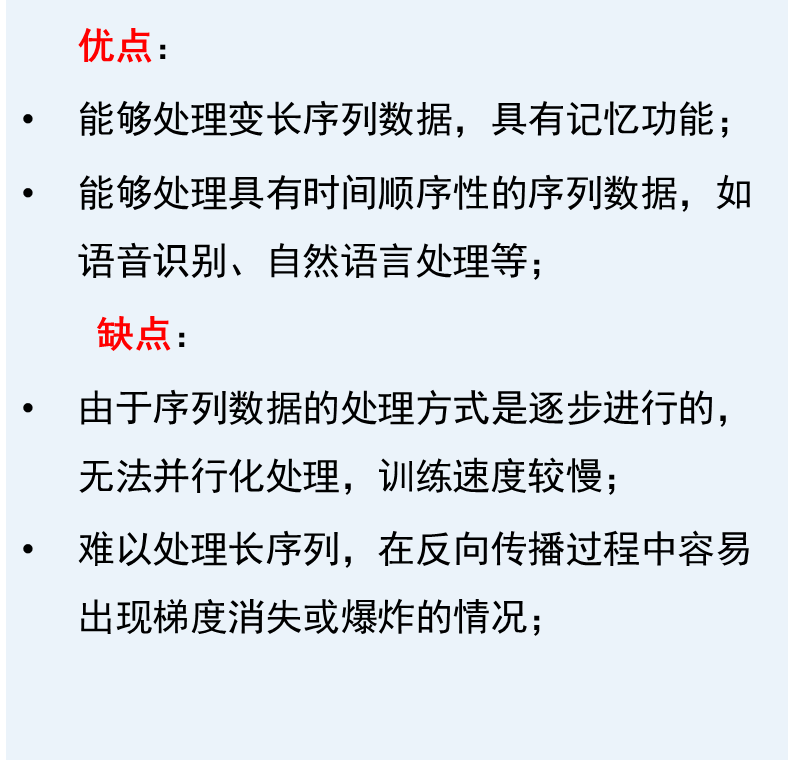 优点：
• 能够处理变长序列数据，具有记忆功能；
• 能够处理具有时间顺序性的序列数据，如
语音识别、自然语言处理等；
缺点：
• 由于序列数据的处理方式是逐步进行的，
无法并行化处理，训练速度较慢；
• 难以处理长序列，在反向传播过程中容易
出现梯度消失或爆炸的情况；